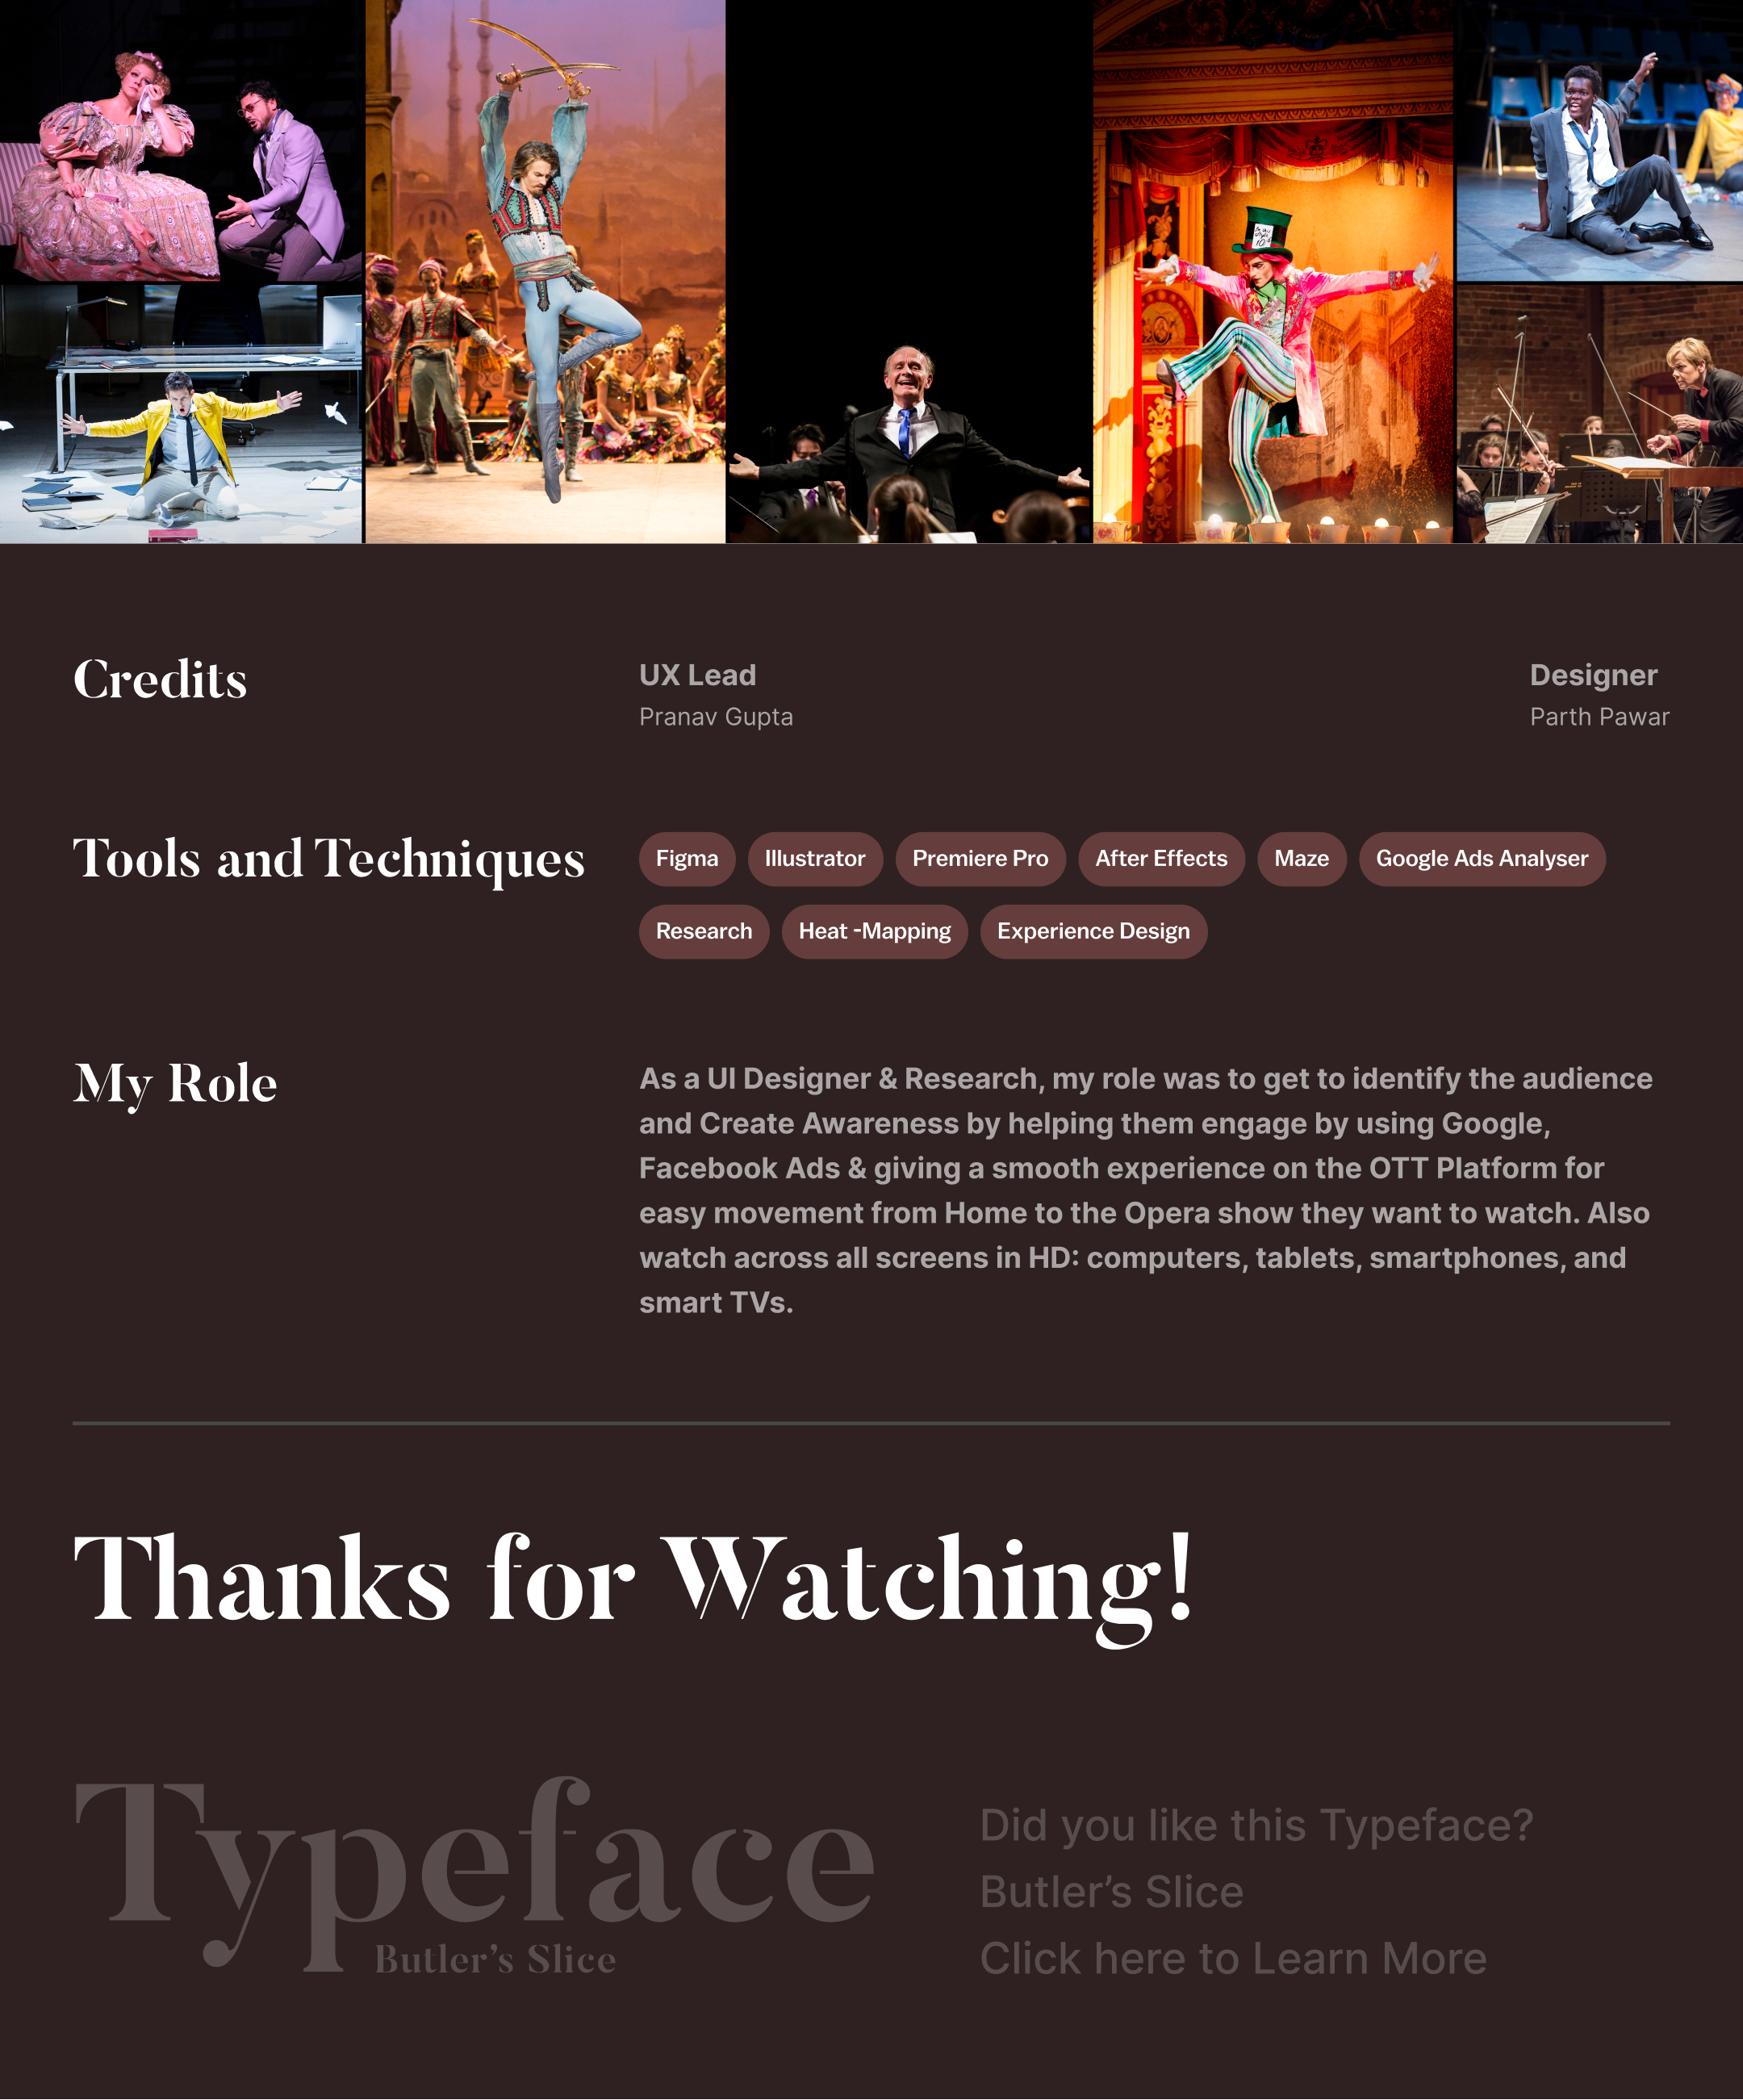 Credits
UX Lead
Pranav Gupta
Designer
Parth Pawar
Tools and Techniques
Figma
Illustrator
Premiere Pro
After Effects
Maze
Google Ads Analyser
Research
Heat -Mapping
Experience Design
My Role
As a UI Designer & Research, my role was to get to identify the audience
and Create Awareness by helping them engage by using Google,
Facebook Ads & giving a smooth experience on the OTT Platform for
easy movement from Home to the Opera show they want to watch. Also
watch across all screens in HD: computers, tablets, smartphones, and
smart TVs.
Thanks for Watching!
Typeface
Butler’s Slice
Did you like this Typeface?
Butler’s Slice
Click here to Learn More